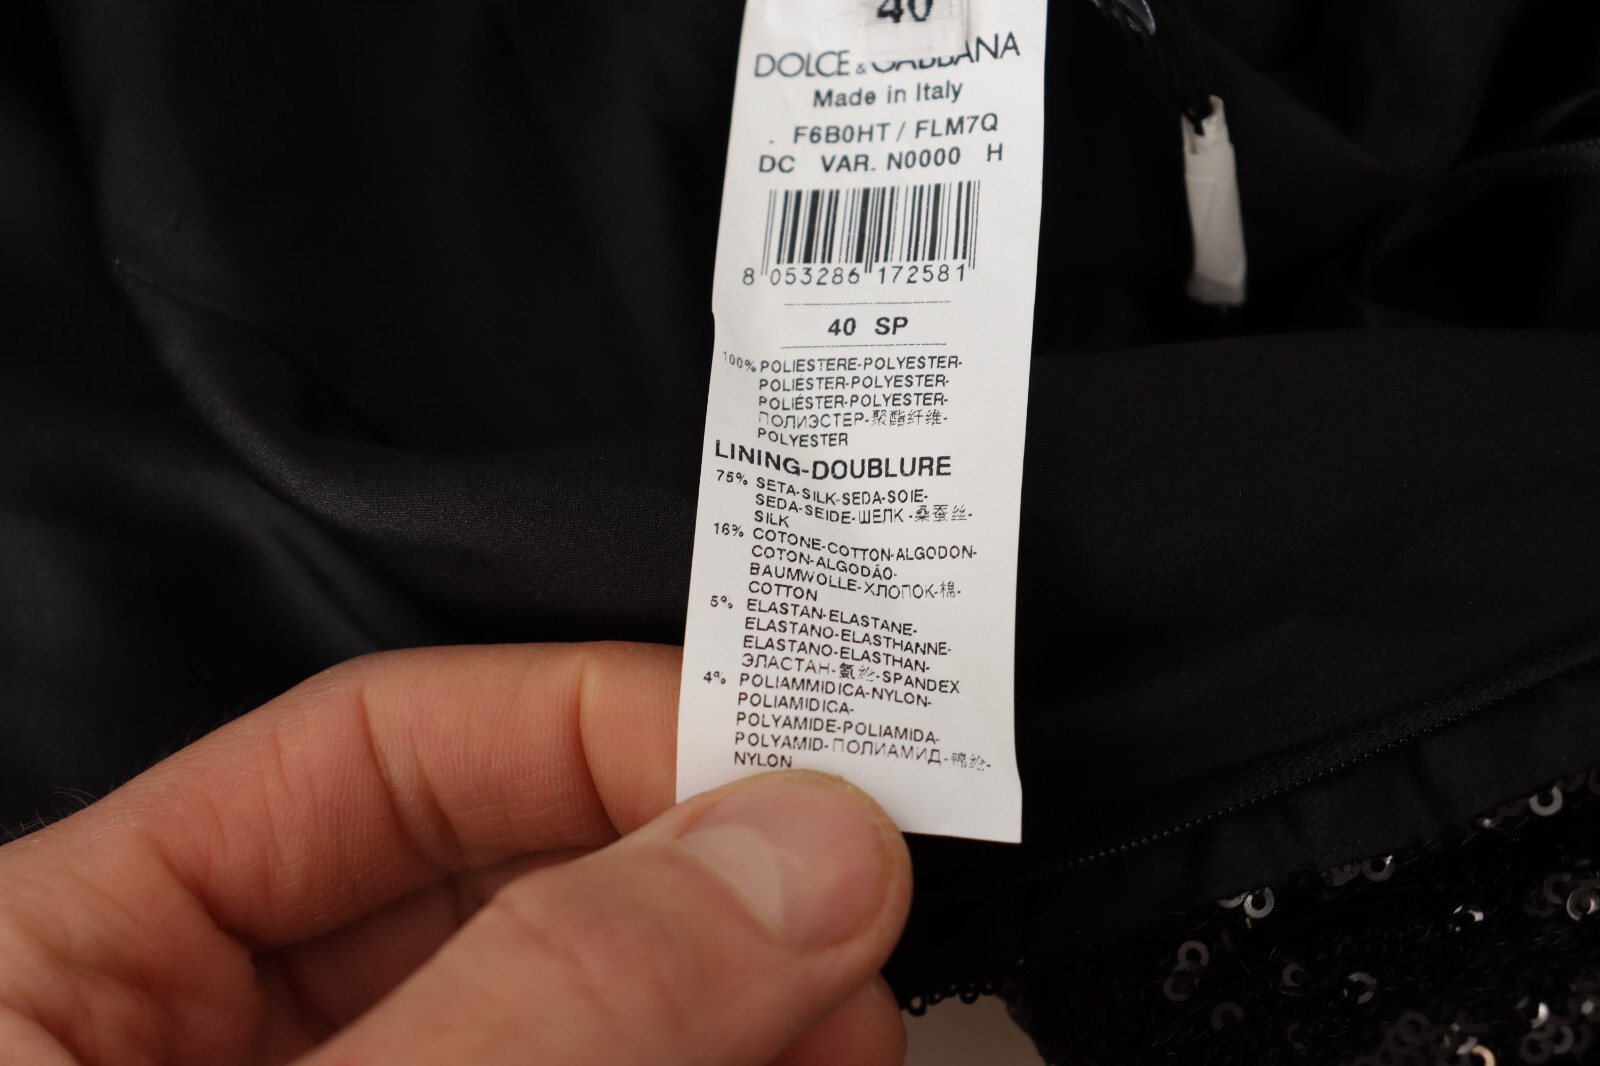 40
DOLCE & GABBANA
Made in Italy
. F6B0HT / FLM7Q
DC VAR. N0000 H
8 053286 172581
40 SP
100% POLIESTERE-POLYESTER-
POLIÉSTER-POLYESTER-
POLIÉSTER-POLYESTER-
ПОЛИЭСТЕР-聚酯纤维-
POLYESTER
LINING-DOUBLURE
75% SETA-SILK-SEDA-SOIE-
SEDA-SEIDE-ШЕЛК-桑蚕丝-
SILK
16% COTONE-COTTON-ALGODON-
COTON-ALGODÃO-
BAUMWOLLE-ХЛОПОК-棉-
COTTON
5% ELASTAN-ELASTANE-
ELASTANO-ELASTHANNE-
ELASTANO-ELASTHAN-
ЭЛАСТАН-氨纶-SPANDEX
4% POLIAMMIDICA-NYLON-
POLIAMIDICA-
POLYAMIDE-POLIAMIDA-
POLYAMID-ПОЛИАМИД-锦纶-
NYLON